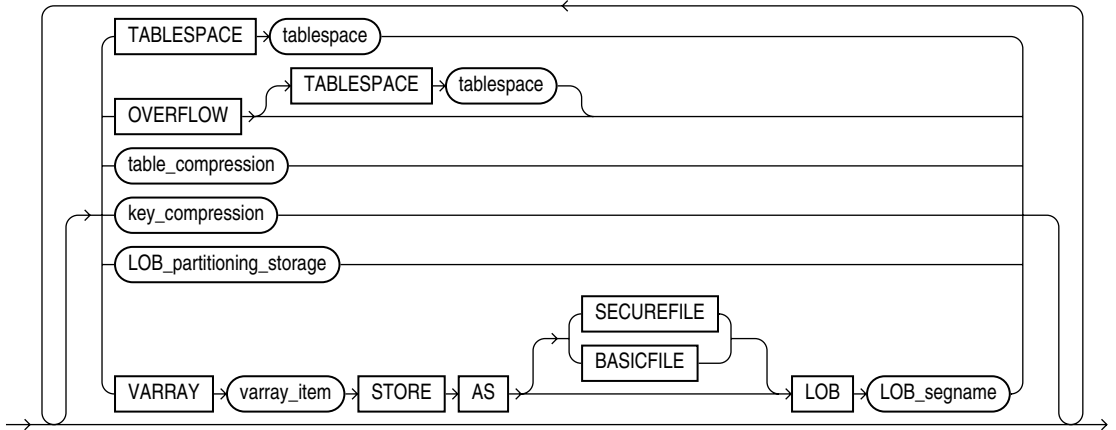 TABLESPACE tablespace
TABLESPACE tablespace
OVERFLOW
table_compression
key_compression
LOB_partitioning_storage
SECUREFILE
BASICFILE
VARRAY varray_item STORE AS LOB LOB_segname